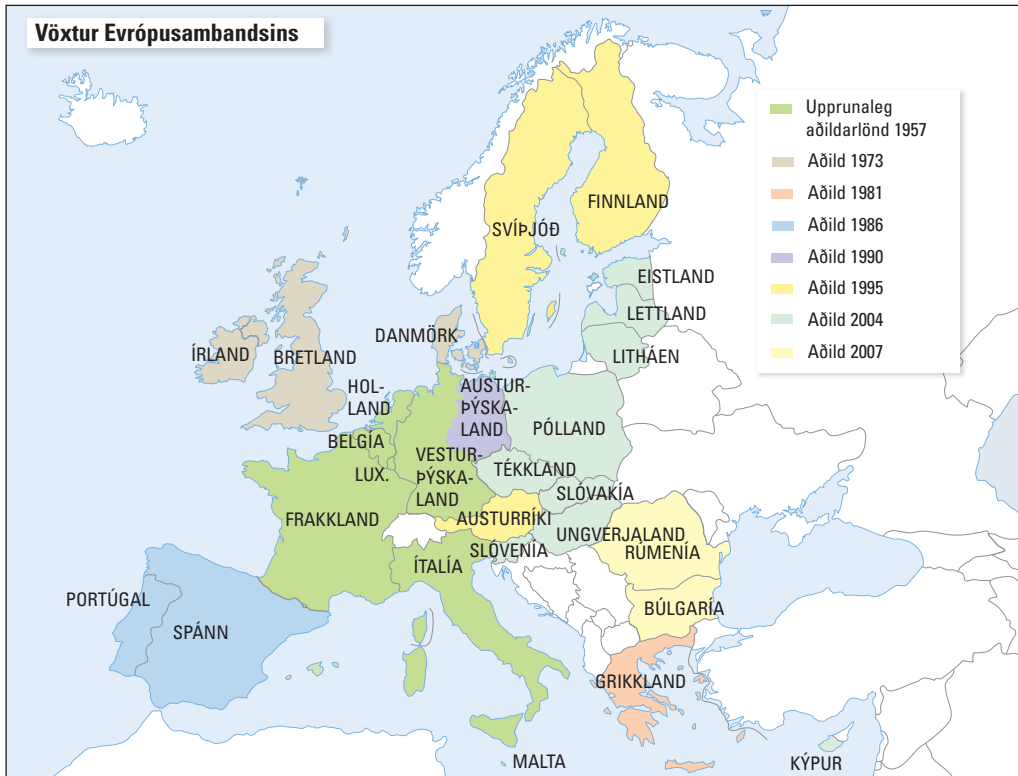 Vöxtur Evrópusambandsins
Upprunaleg
aðildarlönd 1957
Aðild 1973
Aðild 1981
Aðild 1986
Aðild 1990
Aðild 1995
Aðild 2004
Aðild 2007
FINNLAND
SVÍÞJÓÐ
EISTLAND
LETTLAND
LITHÁEN
DANMÖRK
ÍRLAND
BRETLAND
HOL-
LAND
AUSTUR-
ÞÝSKA-
LAND
PÓLLAND
BELGÍA
LUX.
VESTUR-
ÞÝSKA-
LAND
TÉKKLAND
SLÓVAKÍA
FRAKKLAND
AUSTURRÍKI
UNGVERJALAND
SLÓVENÍA
RÚMENÍA
ÍTALÍA
BÚLGARÍA
PORTÚGAL
SPÁNN
GRIKKLAND
MALTA
KÝPUR